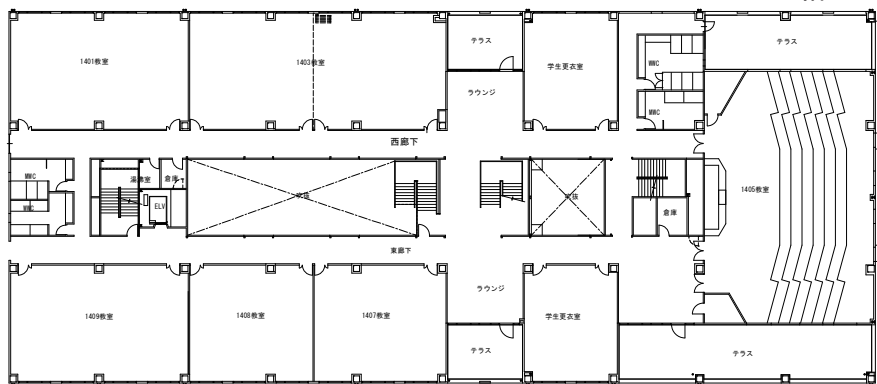 テラス
テラス
1401教室
1403教室
学生更衣室
WWC
ラウンジ
MWC
西廊下
湯沸室
倉庫
MWC
吹抜
吹抜
1405教室
WWC
ELV
倉庫
東廊下
ラウンジ
1409教室
1408教室
1407教室
学生更衣室
テラス
テラス